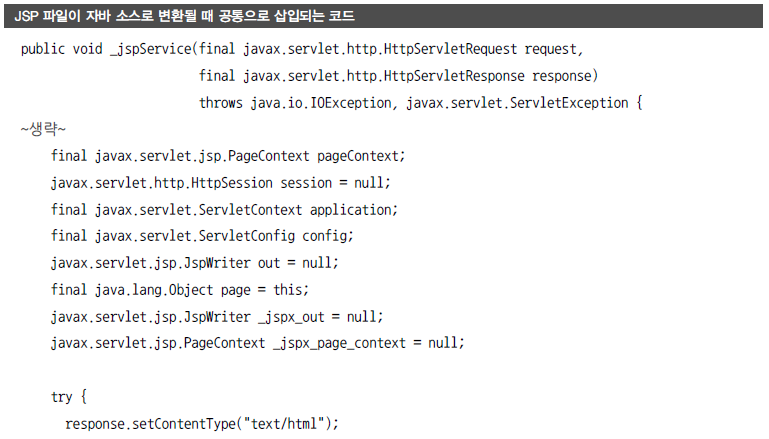 JSP 파일이 자바 소스로 변환될 때 공통으로 삽입되는 코드
public void _jspService(final javax.servlet.http.HttpServletRequest request,
final javax.servlet.http.HttpServletResponse response)
throws java.io.IOException, javax.servlet.ServletException {
~생략~
final javax.servlet.jsp.PageContext pageContext;
javax.servlet.http.HttpSession session = null;
final javax.servlet.ServletContext application;
final javax.servlet.ServletConfig config;
javax.servlet.jsp.JspWriter out = null;
final java.lang.Object page = this;
javax.servlet.jsp.JspWriter _jspx_out = null;
javax.servlet.jsp.PageContext _jspx_page_context = null;
try {
response.setContentType("text/html");